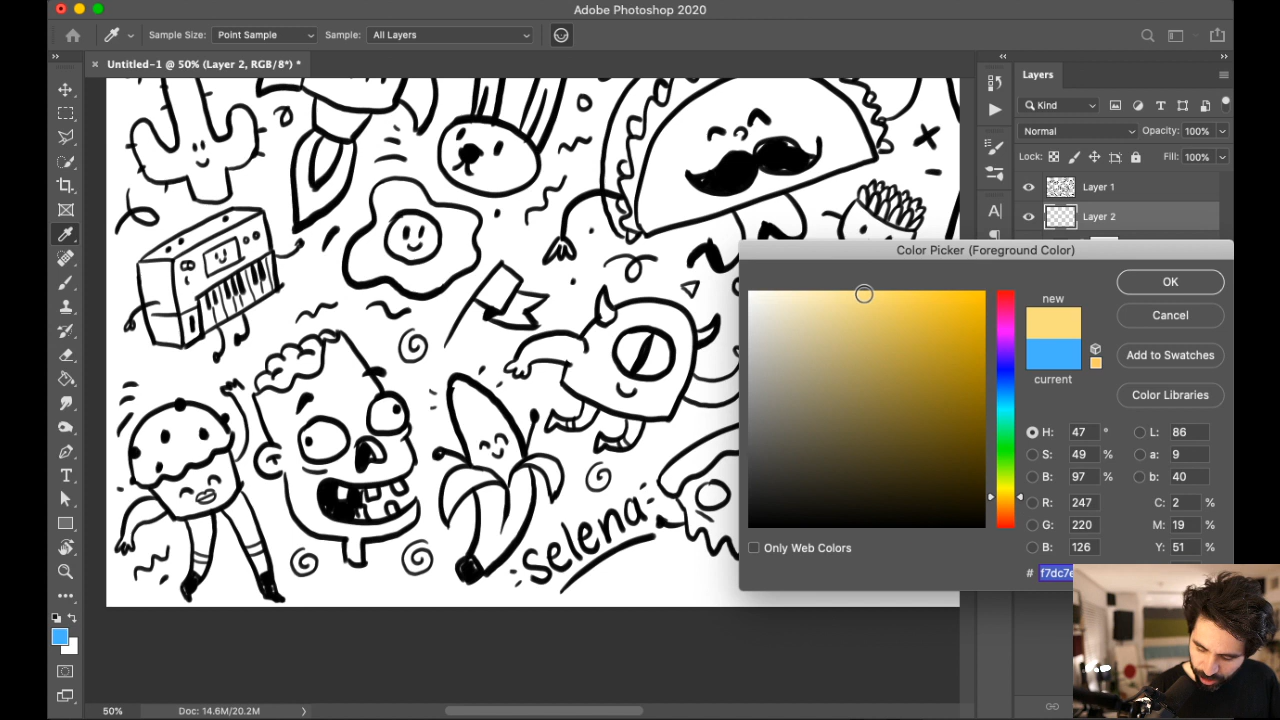 Adobe Photoshop 2020
Sample Size: Point Sample Sample: All Layers
Untitled-1 @ 50% (Layer 2, RGB/8*) *
Layers
Kind
Normal Opacity: 100%
Lock: Fill: 100%
Layer 1
Layer 2
Color Picker (Foreground Color)
new
current
OK
Cancel
Add to Swatches
Color Libraries
H: 47 ° L: 86
S: 49 % a: 9
B: 97 % b: 40
R: 247 C: 2 %
G: 220 M: 19 %
B: 126 Y: 51 %
Only Web Colors
# f7dc7e
selena
50% Doc: 14.6M/20.2M